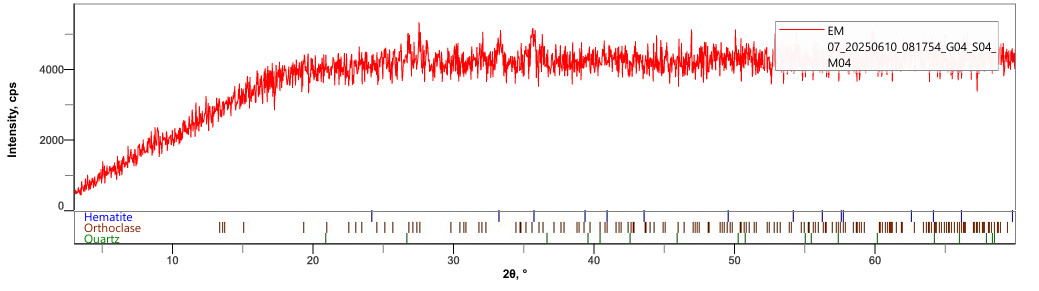 EM
07_20250610_081754_G04_S04_
M04
Intensity, cps
4000
2000
0
Hematite
Orthoclase
Quartz
10
20
30
40
50
60
2θ, °